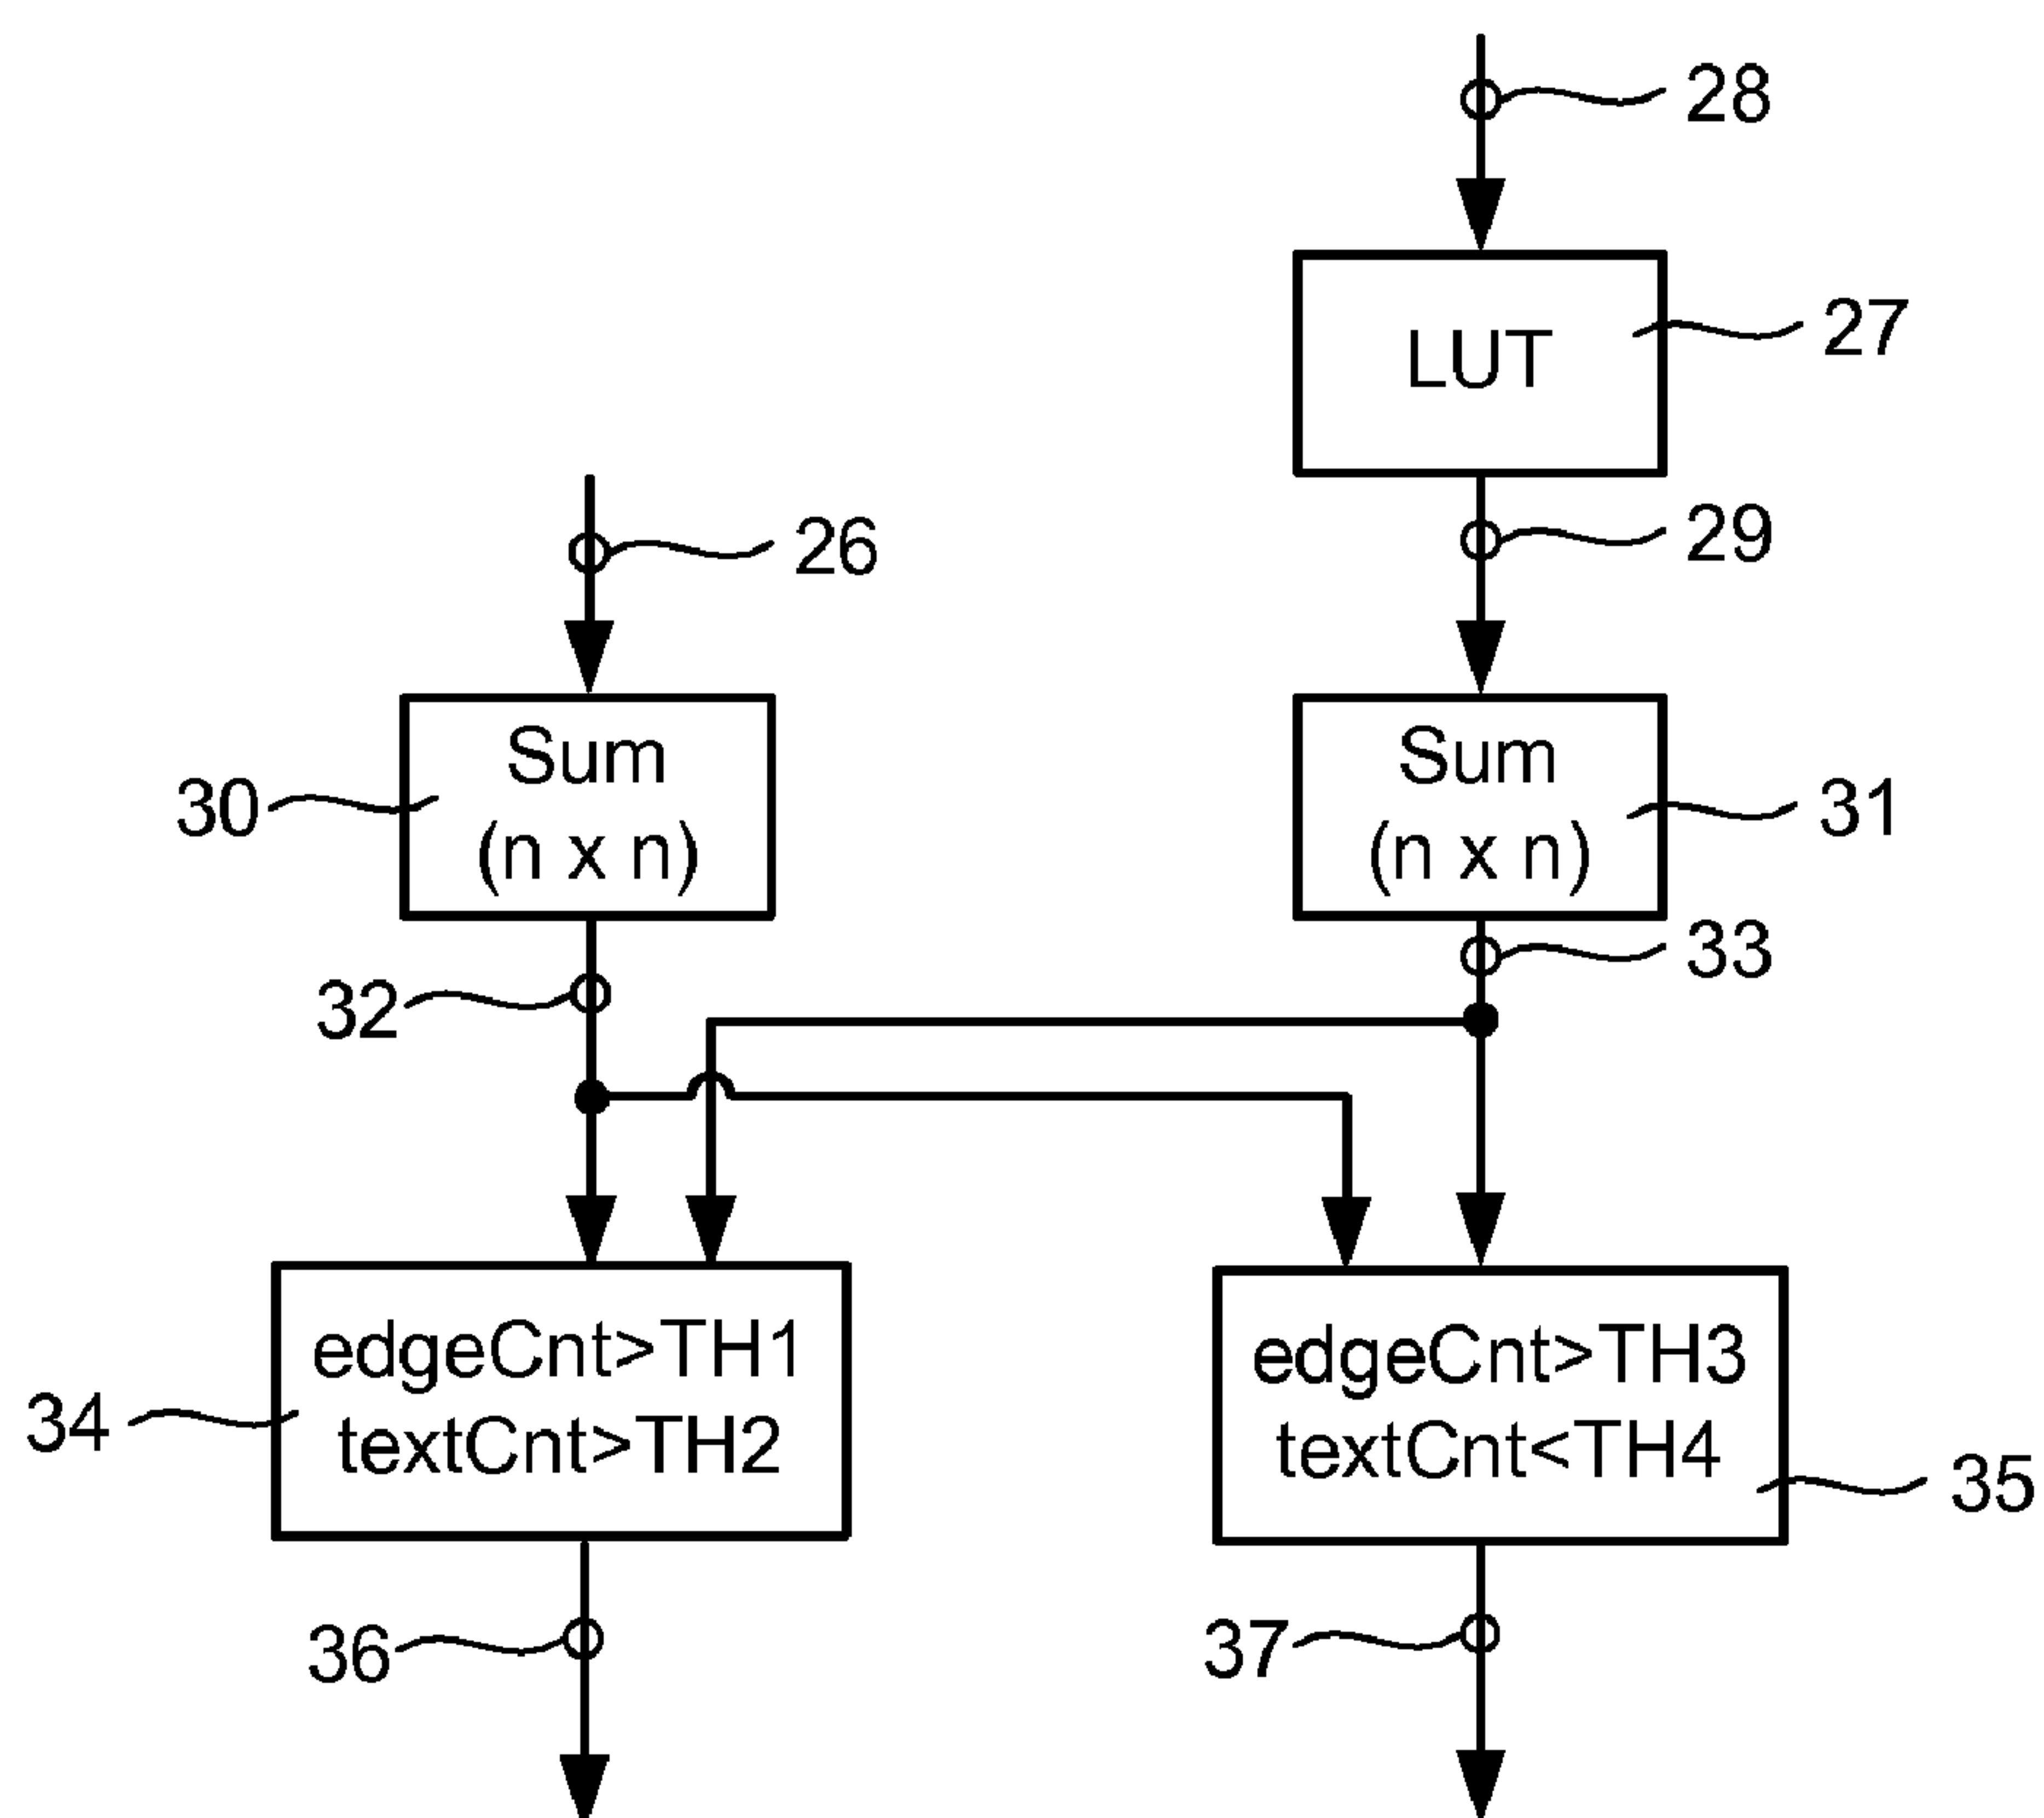 28
LUT
27
26
29
Sum
(n x n)
30
Sum
(n x n)
31
32
33
edgeCnt>TH1
textCnt>TH2
34
edgeCnt>TH3
textCnt<TH4
35
36
37